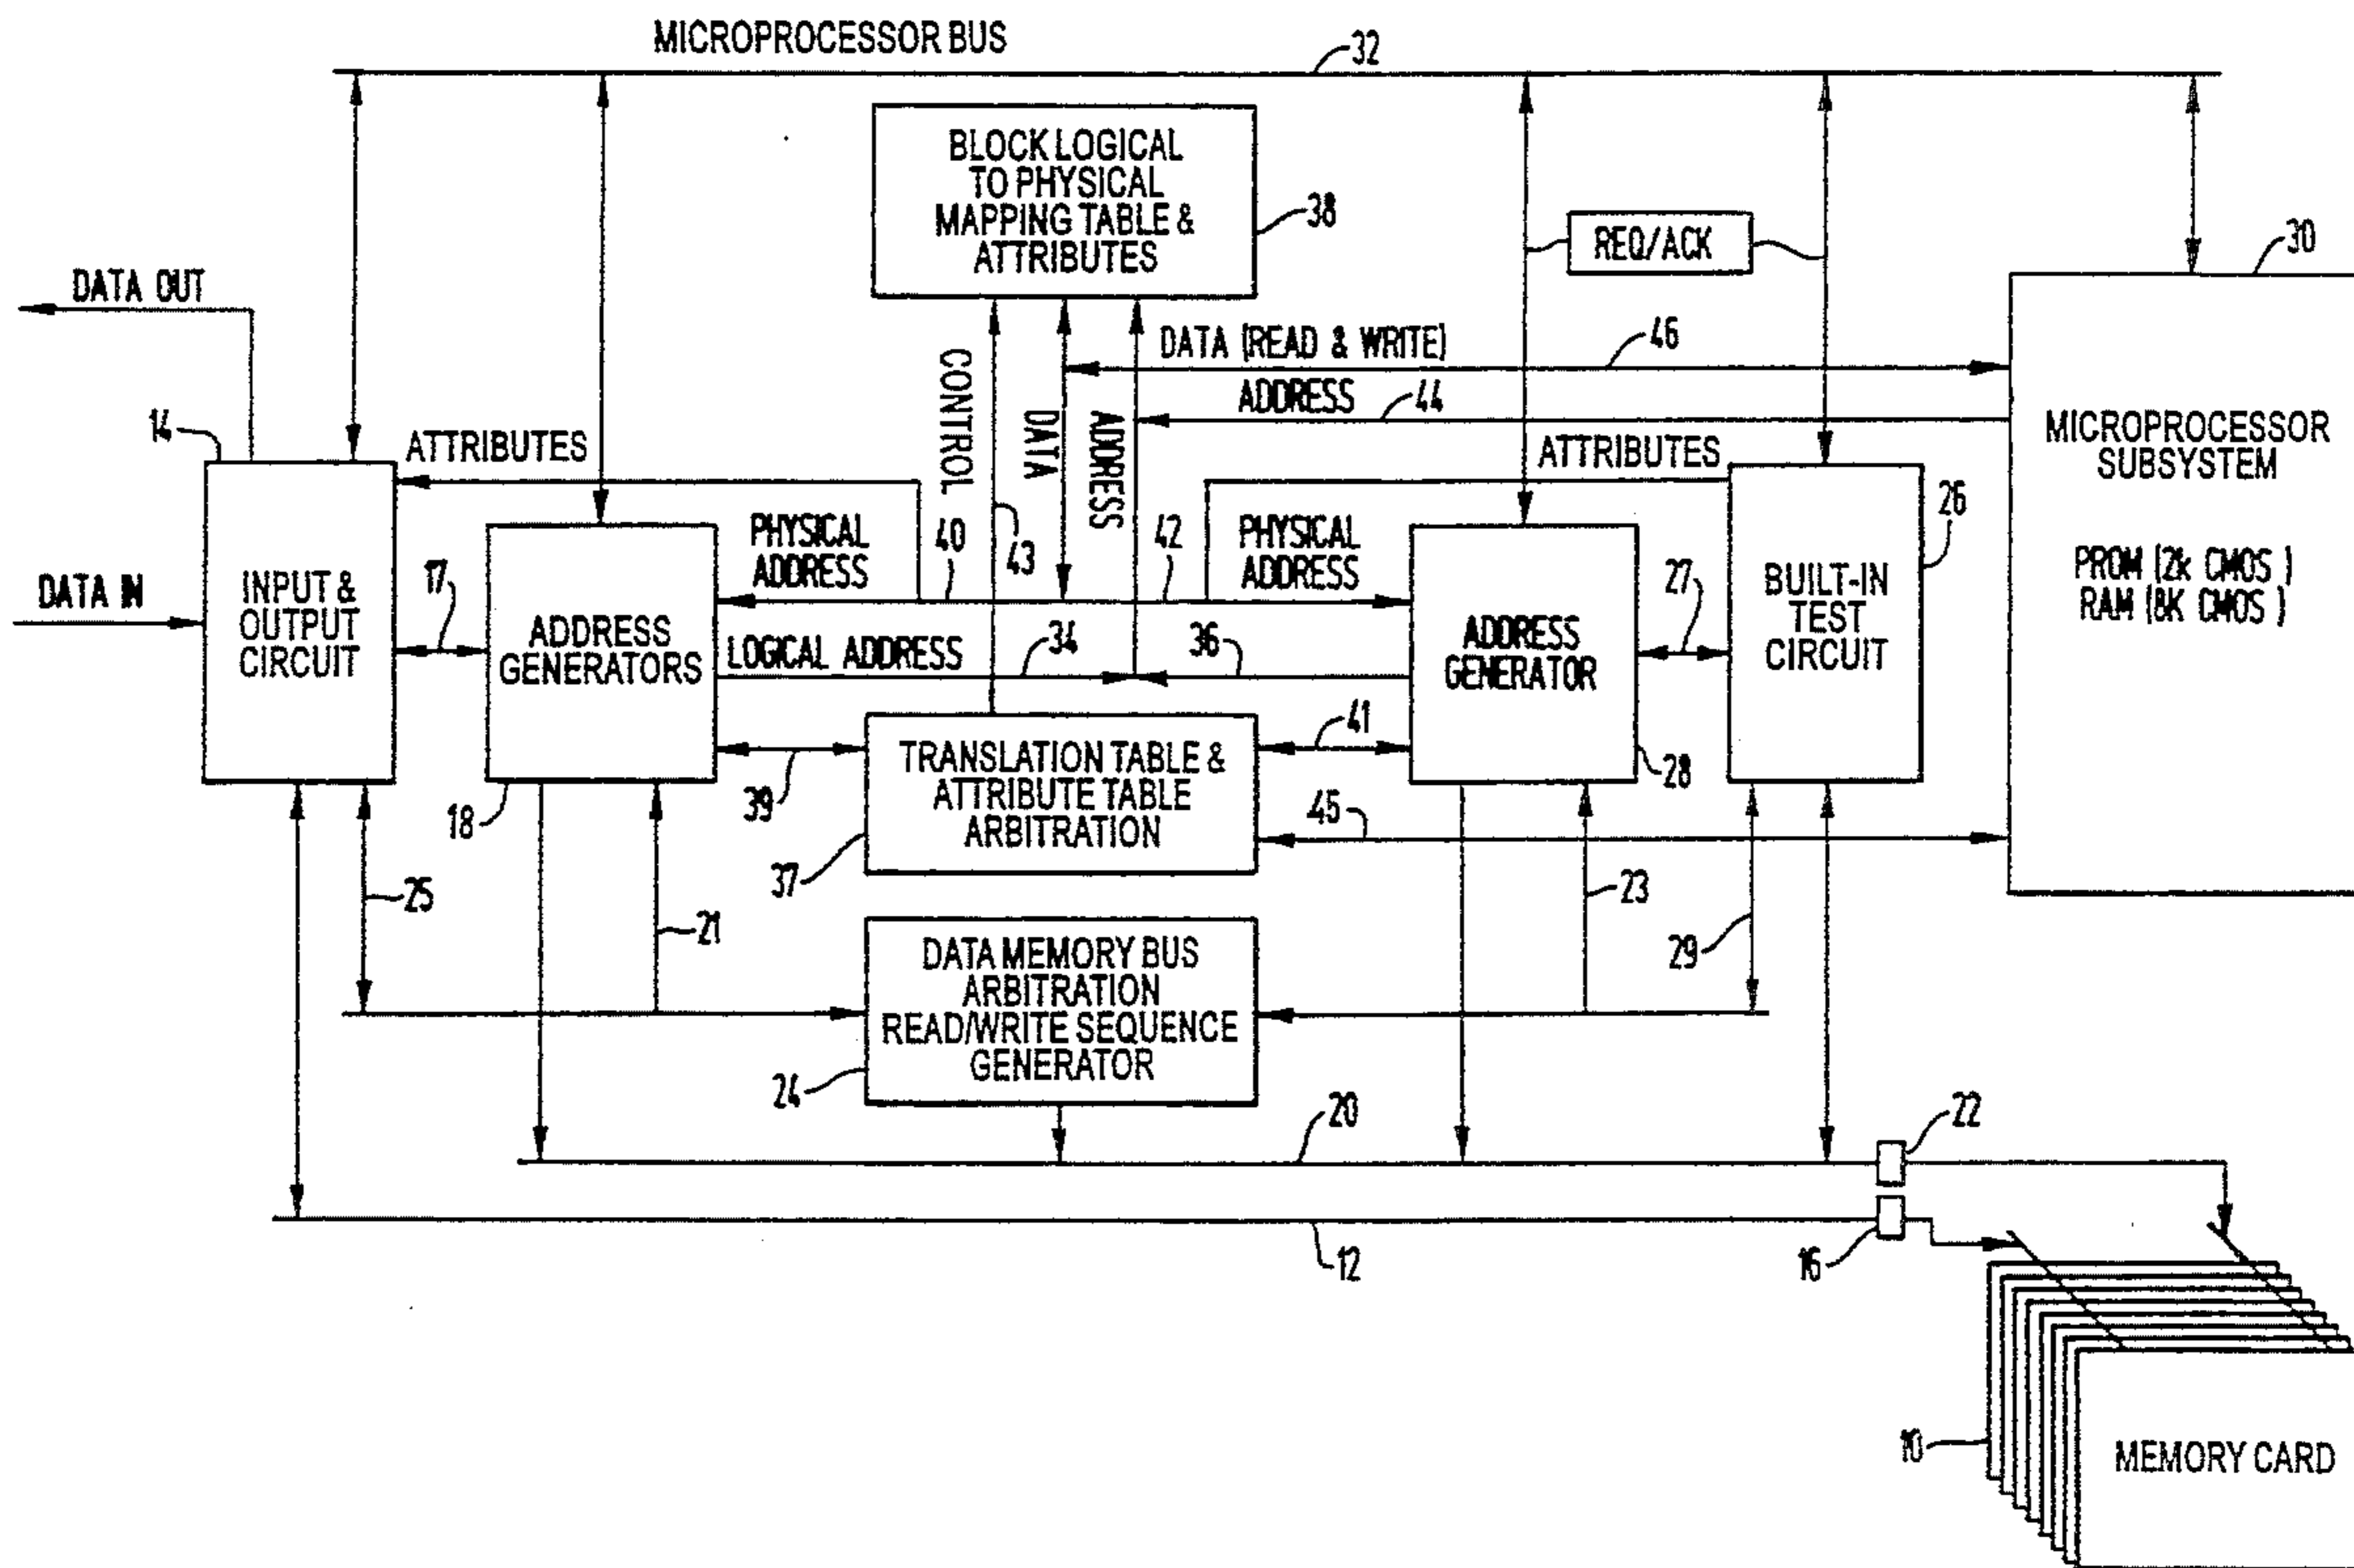 MICROPROCESSOR BUS
32
BLOCK LOGICAL
TO PHYSICAL
MAPPING TABLE &
ATTRIBUTES
38
REQ/ACK
30
DATA OUT
DATA (READ & WRITE)
46
ADDRESS
44
CONTROL
DATA
ADDRESS
14
ATTRIBUTES
ATTRIBUTES
MICROPROCESSOR
SUBSYSTEM
PROM (2k CMOS )
RAM (8K CMOS )
26
PHYSICAL
ADDRESS
40
43
42
PHYSICAL
ADDRESS
DATA IN
INPUT &
OUTPUT
CIRCUIT
17
ADDRESS
GENERATORS
LOGICAL ADDRESS
34
36
ADDRESS
GENERATOR
27
BUILT-IN
TEST
CIRCUIT
18
39
TRANSLATION TABLE &
ATTRIBUTE TABLE
ARBITRATION
41
28
45
37
25
21
23
29
DATA MEMORY BUS
ARBITRATION
READ/WRITE SEQUENCE
GENERATOR
24
20
22
12
16
10
MEMORY CARD